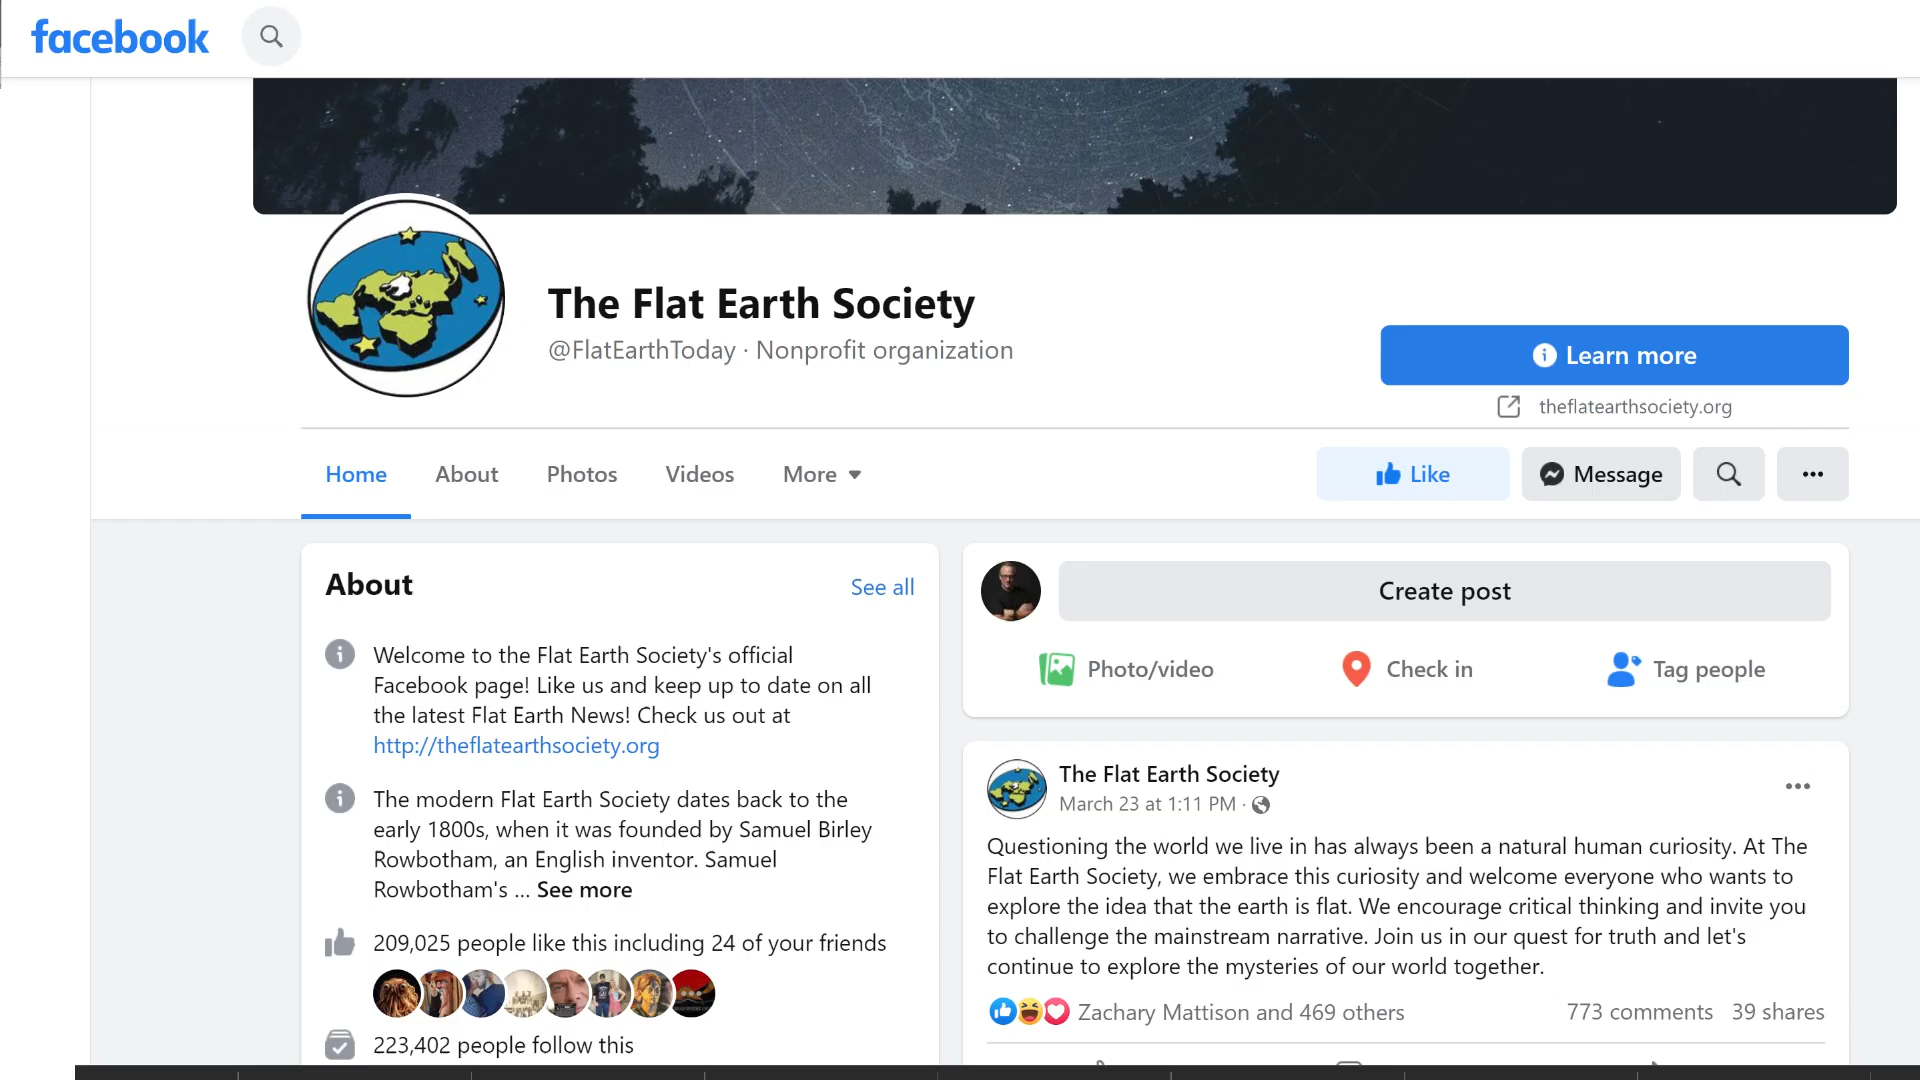 facebook
The Flat Earth Society
@FlatEarthToday · Nonprofit organization
Learn more
theflatearthsociety.org
Home About Photos Videos More
Like Message
About See all
Welcome to the Flat Earth Society's official
Facebook page! Like us and keep up to date on all
the latest Flat Earth News! Check us out at
http://theflatearthsociety.org
The modern Flat Earth Society dates back to the
early 1800s, when it was founded by Samuel Birley
Rowbotham, an English inventor. Samuel
Rowbotham's ... See more
209,025 people like this including 24 of your friends
223,402 people follow this
Create post
Photo/video Check in Tag people
The Flat Earth Society
March 23 at 1:11 PM ·
Questioning the world we live in has always been a natural human curiosity. At The
Flat Earth Society, we embrace this curiosity and welcome everyone who wants to
explore the idea that the earth is flat. We encourage critical thinking and invite you
to challenge the mainstream narrative. Join us in our quest for truth and let's
continue to explore the mysteries of our world together.
Zachary Mattison and 469 others 773 comments 39 shares